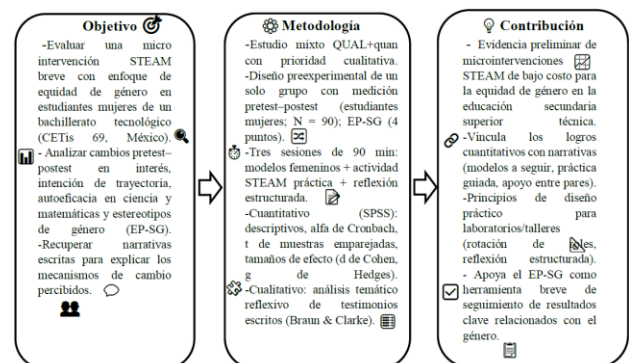 Objetivo
-Evaluar una micro
intervención STEAM
breve con enfoque de
equidad de género en
estudiantes mujeres de un
bachillerato tecnológico
(CETis 69, México).
- Analizar cambios pretest–
postest en interés,
intención de trayectoria,
autoeficacia en ciencia y
matemáticas y estereotipos
de género (EP-SG).
-Recuperar narrativas
escritas para explicar los
mecanismos de cambio
percibidos.
Metodología
-Estudio mixto QUAL+quan
con prioridad cualitativa.
-Diseño preexperimental de un
solo grupo con medición
pretest–postest (estudiantes
mujeres; N = 90); EP-SG (4
puntos).
-Tres sesiones de 90 min:
modelos femeninos + actividad
STEAM práctica + reflexión
estructurada.
-Cuantitativo (SPSS):
descriptivos, alfa de Cronbach,
t de muestras emparejadas,
tamaños de efecto (d de Cohen,
g de Hedges).
-Cualitativo: análisis temático
reflexivo de testimonios
escritos (Braun & Clarke).
Contribución
- Evidencia preliminar de
microintervenciones
STEAM de bajo costo para
la equidad de género en la
educación secundaria
superior técnica.
-Vincula los logros
cuantitativos con narrativas
(modelos a seguir, práctica
guiada, apoyo entre pares).
-Principios de diseño
práctico para
laboratorios/talleres
(rotación de roles,
reflexión estructurada).
- Apoya el EP-SG como
herramienta breve de
seguimiento de resultados
clave relacionados con el
género.